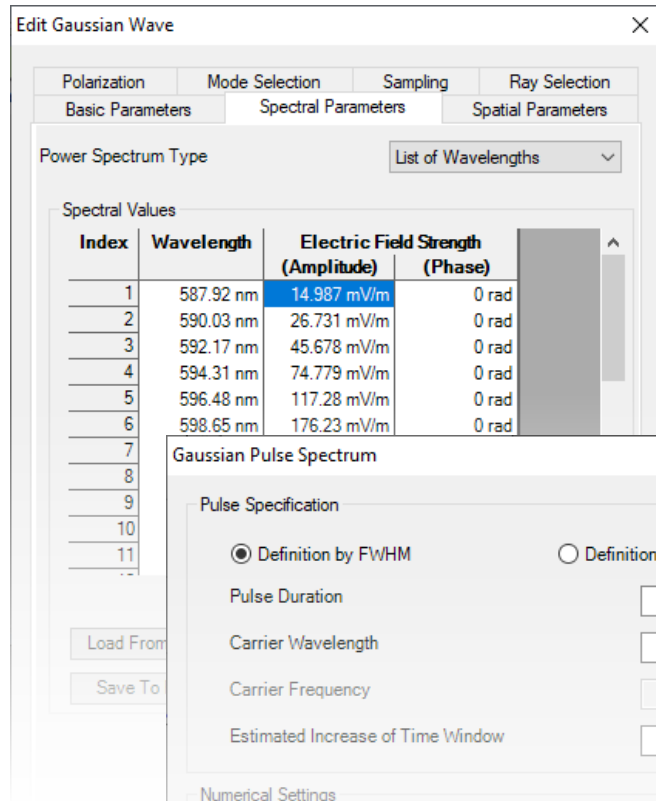 Edit Gaussian Wave
Polarization Mode Selection Sampling Ray Selection
Basic Parameters Spectral Parameters Spatial Parameters
Power Spectrum Type List of Wavelengths
Spectral Values
Index Wavelength Electric Field Strength
(Amplitude) (Phase)
1 587.92 nm 14.987 mV/m 0 rad
2 590.03 nm 26.731 mV/m 0 rad
3 592.17 nm 45.678 mV/m 0 rad
4 594.31 nm 74.779 mV/m 0 rad
5 596.48 nm 117.28 mV/m 0 rad
6 598.65 nm 176.23 mV/m 0 rad
7
8
9
10
11
Gaussian Pulse Spectrum
Pulse Specification
Definition by FWHM Definition
Pulse Duration
Carrier Wavelength
Carrier Frequency
Estimated Increase of Time Window
Numerical Settings
Load From
Save To